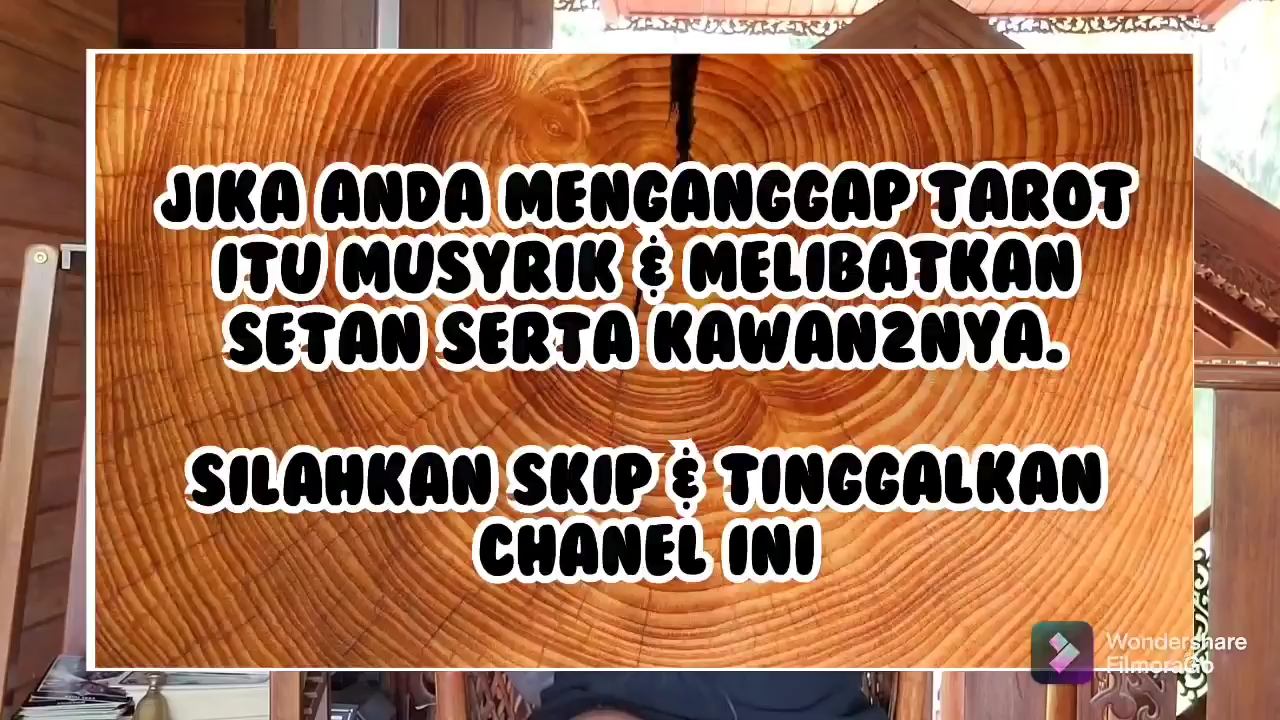 JIKA ANDA MENGANGGAP TAROT
ITU MUSYRIK & MELIBATKAN
SETAN SERTA KAWAN2NYA.
SILAHKAN SKIP & TINGGALKAN
CHANEL INI
Wondershare
FilmoraGo